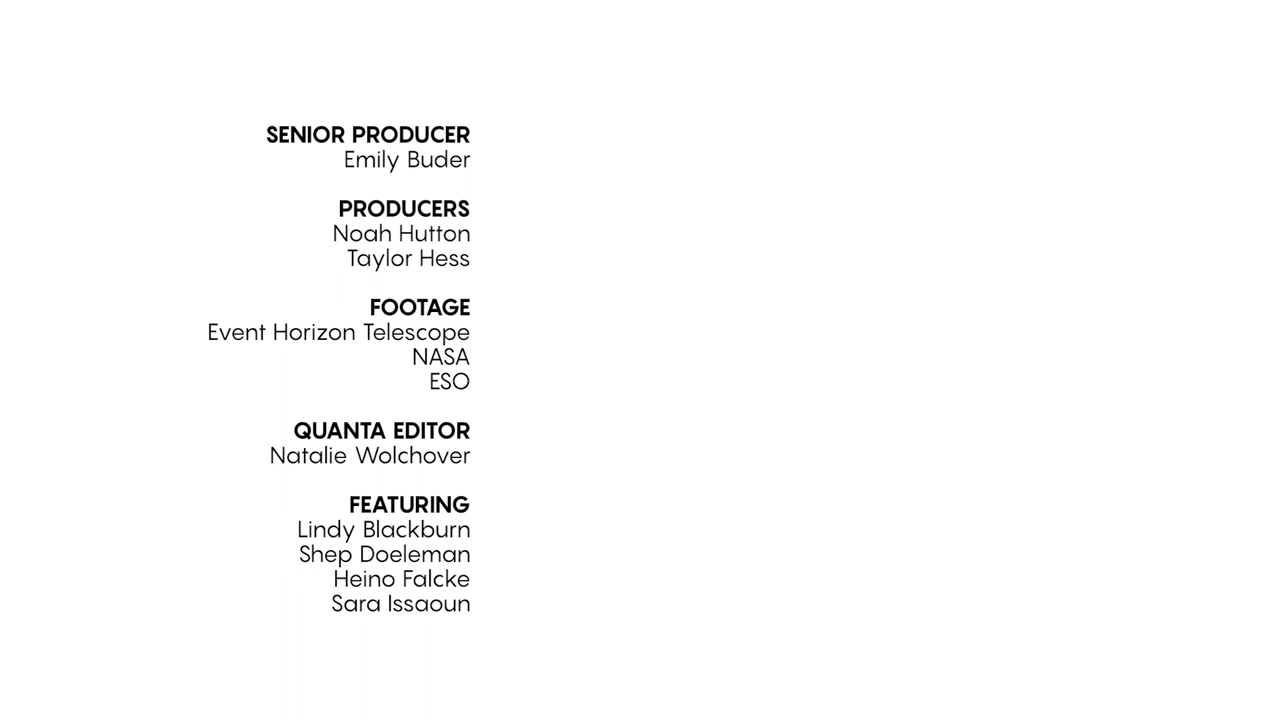 SENIOR PRODUCER
Emily Buder
PRODUCERS
Noah Hutton
Taylor Hess
FOOTAGE
Event Horizon Telescope
NASA
ESO
QUANTA EDITOR
Natalie Wolchover
FEATURING
Lindy Blackburn
Shep Doeleman
Heino Falcke
Sara Issaoun